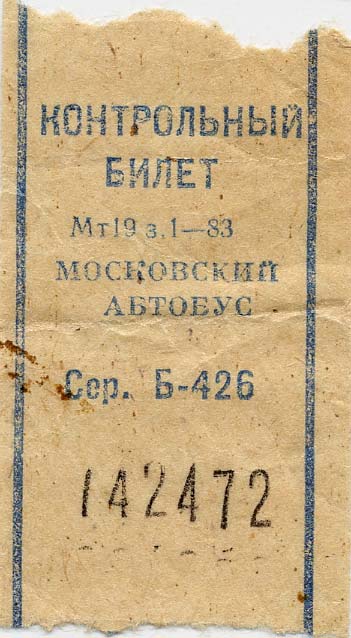 КОНТРОЛЬНЫЙ
БИЛЕТ
Мт19 з.1—83
МОСКОВСКИЙ
АВТОБУС
Сер. Б-426
142472